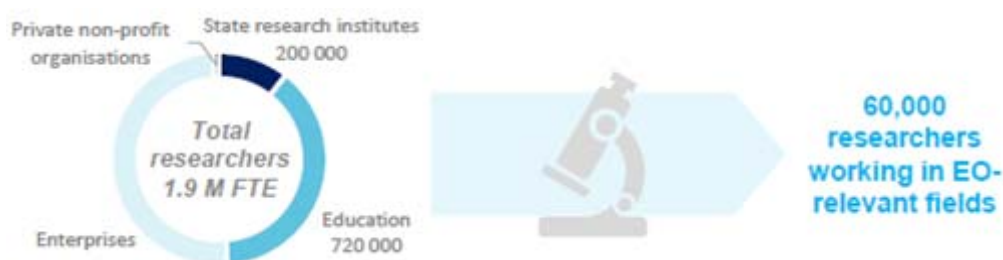 Private non-profit
organisations
State research institutes
200 000
Total
researchers
1.9 M FTE
Enterprises
Education
720 000
60,000
researchers
working in EO-
relevant fields